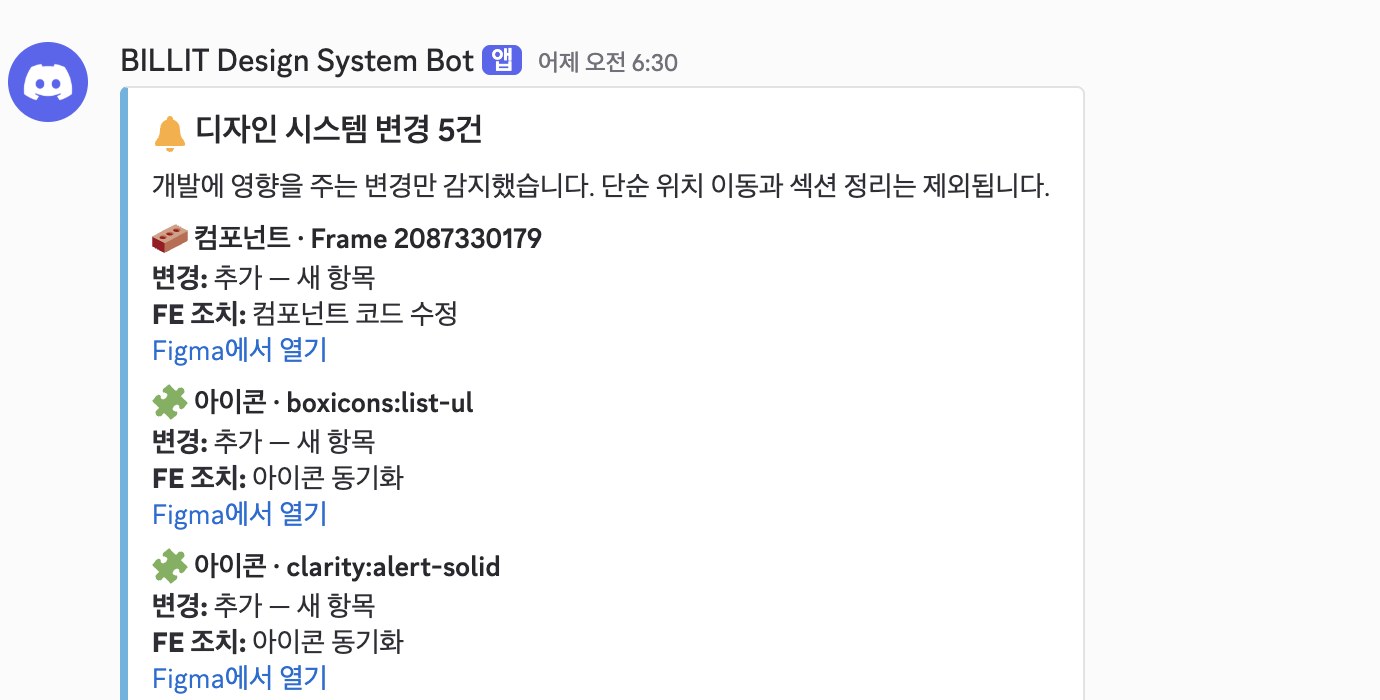 BILLIT Design System Bot 앱 어제 오전 6:30
디자인 시스템 변경 5건
개발에 영향을 주는 변경만 감지했습니다. 단순 위치 이동과 섹션 정리는 제외됩니다.
컴포넌트 · Frame 2087330179
변경: 추가 — 새 항목
FE 조치: 컴포넌트 코드 수정
Figma에서 열기
아이콘 · boxicons:list-ul
변경: 추가 — 새 항목
FE 조치: 아이콘 동기화
Figma에서 열기
아이콘 · clarity:alert-solid
변경: 추가 — 새 항목
FE 조치: 아이콘 동기화
Figma에서 열기